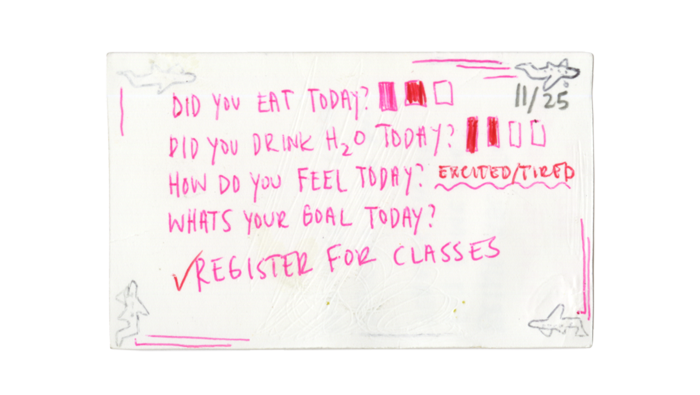 DID YOU EAT TODAY?
11/25
DID YOU DRINK H₂O TODAY?
HOW DO YOU FEEL TODAY? EXCITED/TIRED
WHATS YOUR GOAL TODAY?
✓REGISTER FOR CLASSES